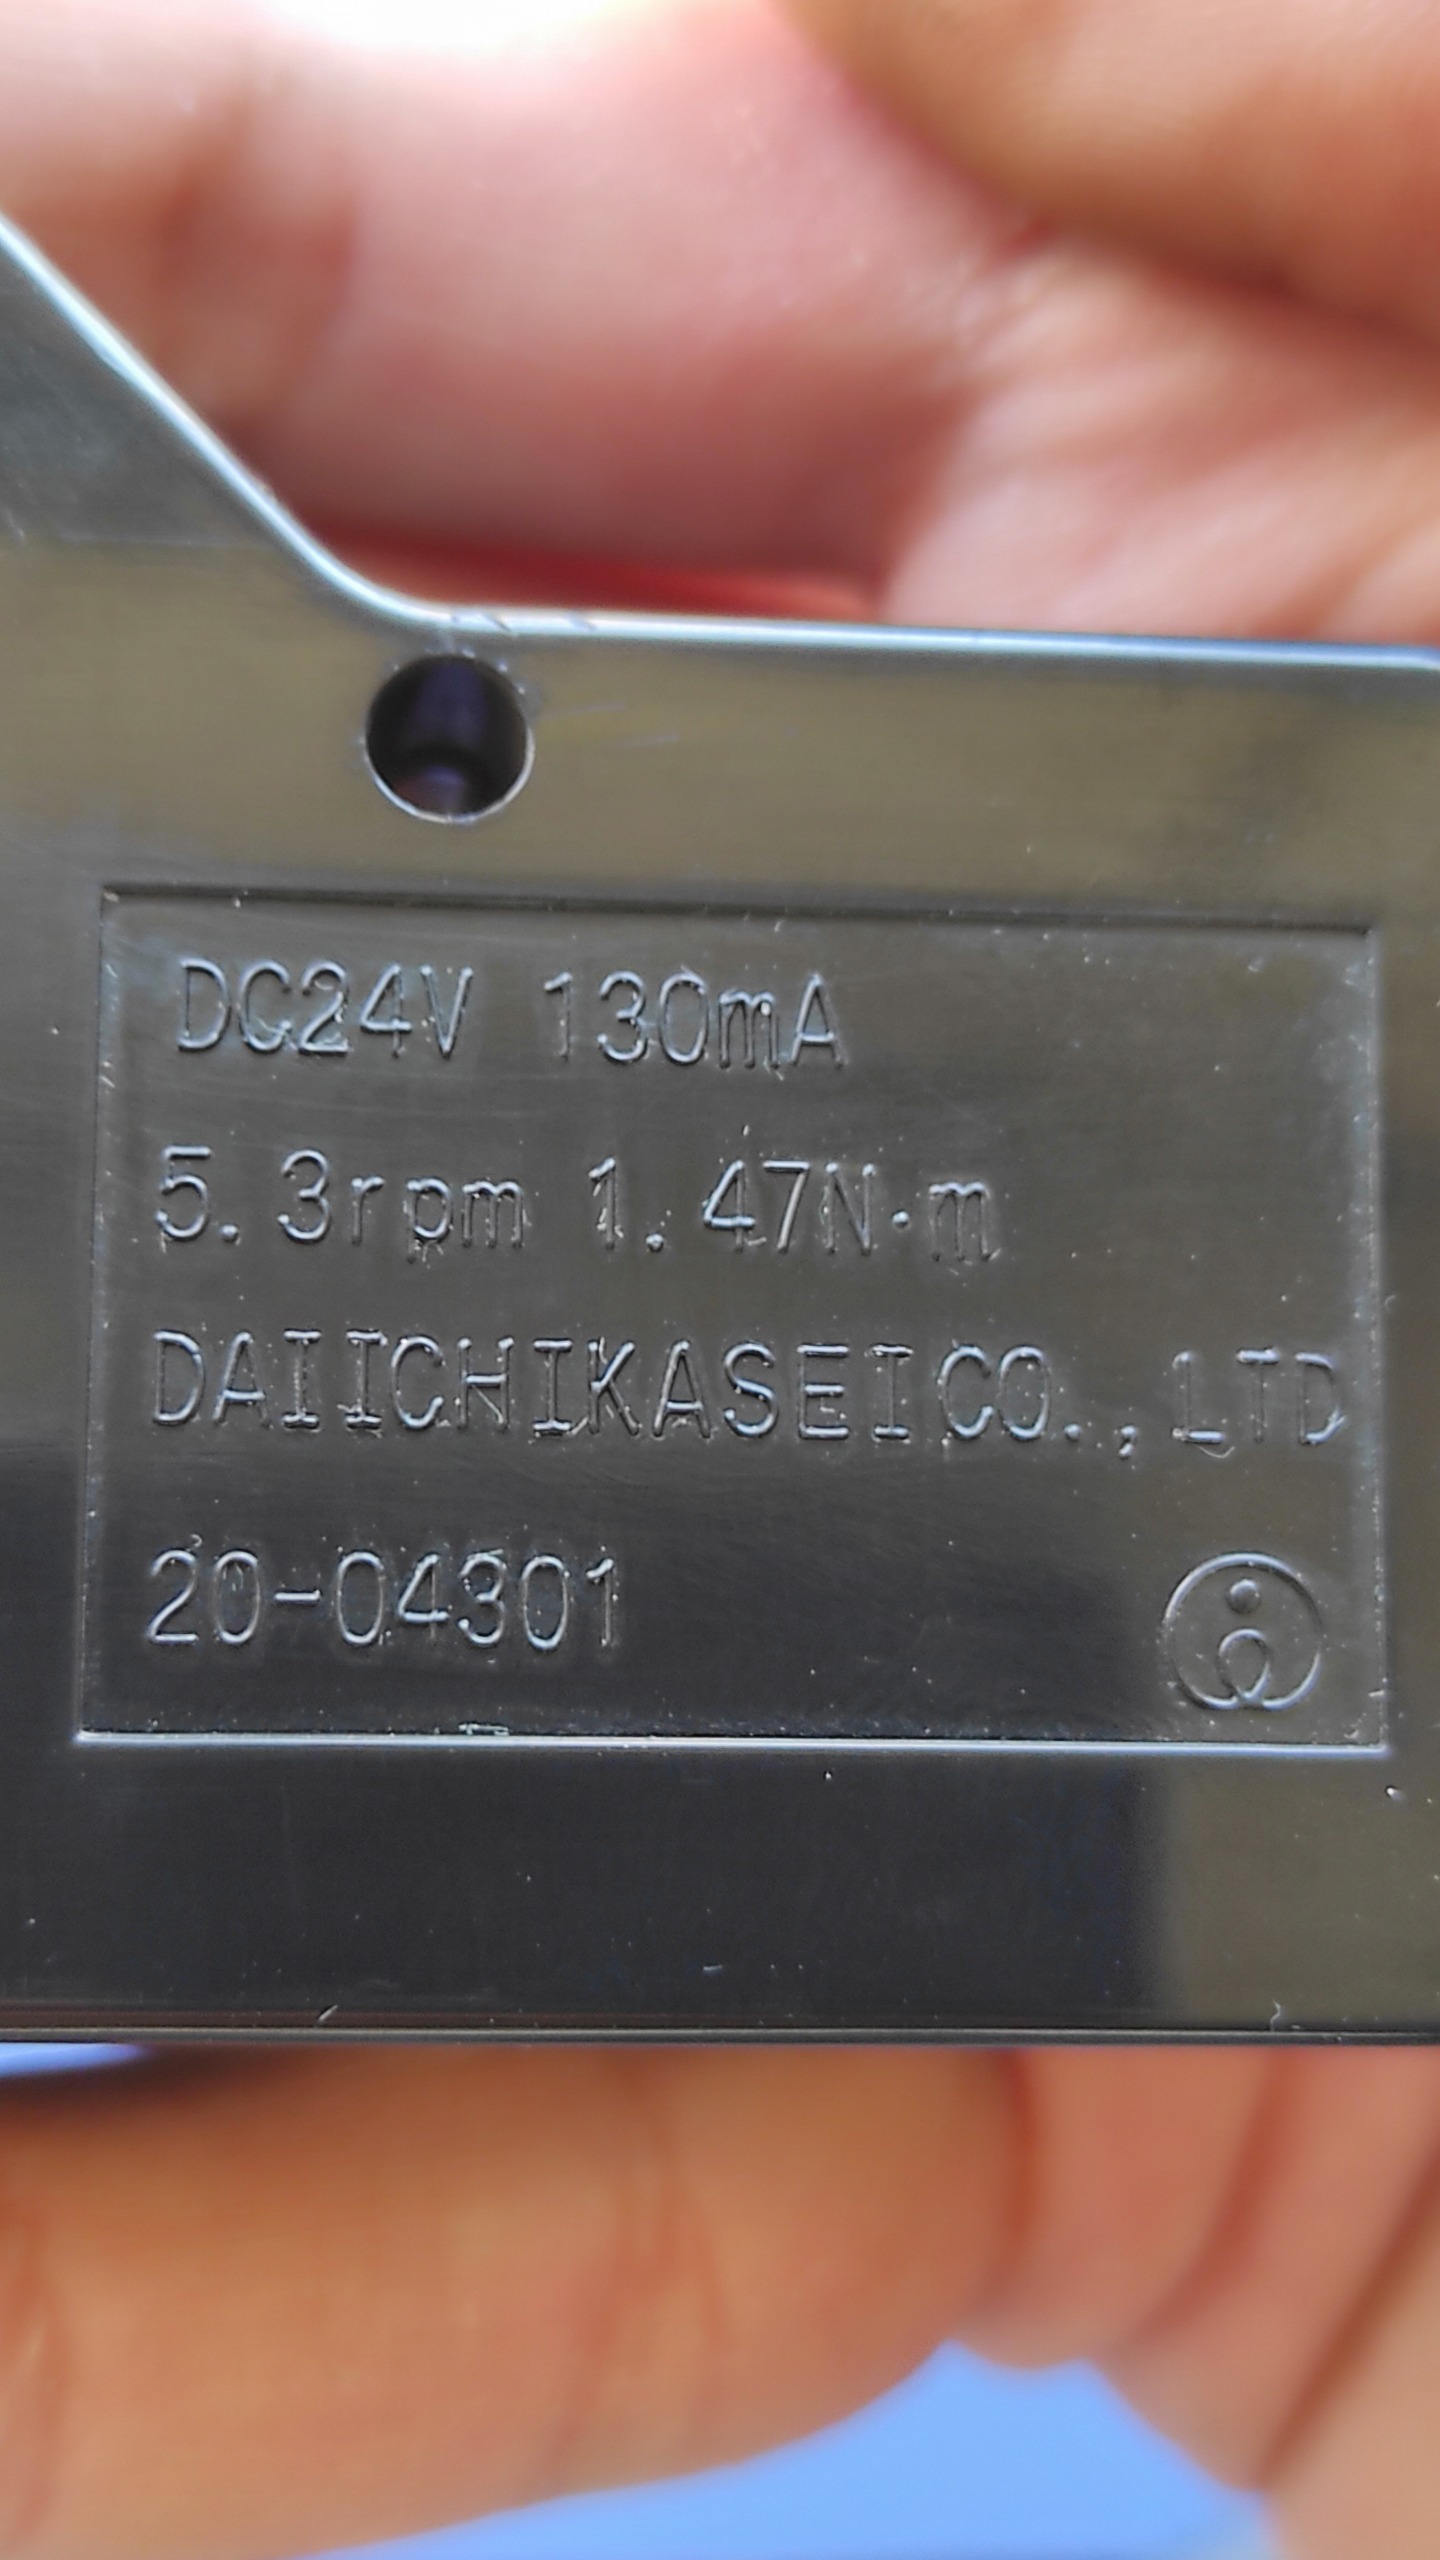 DC24V 130mA
5.3rpm 1.47N·m
DAIICHIKASEICO.,LTD
20-04301